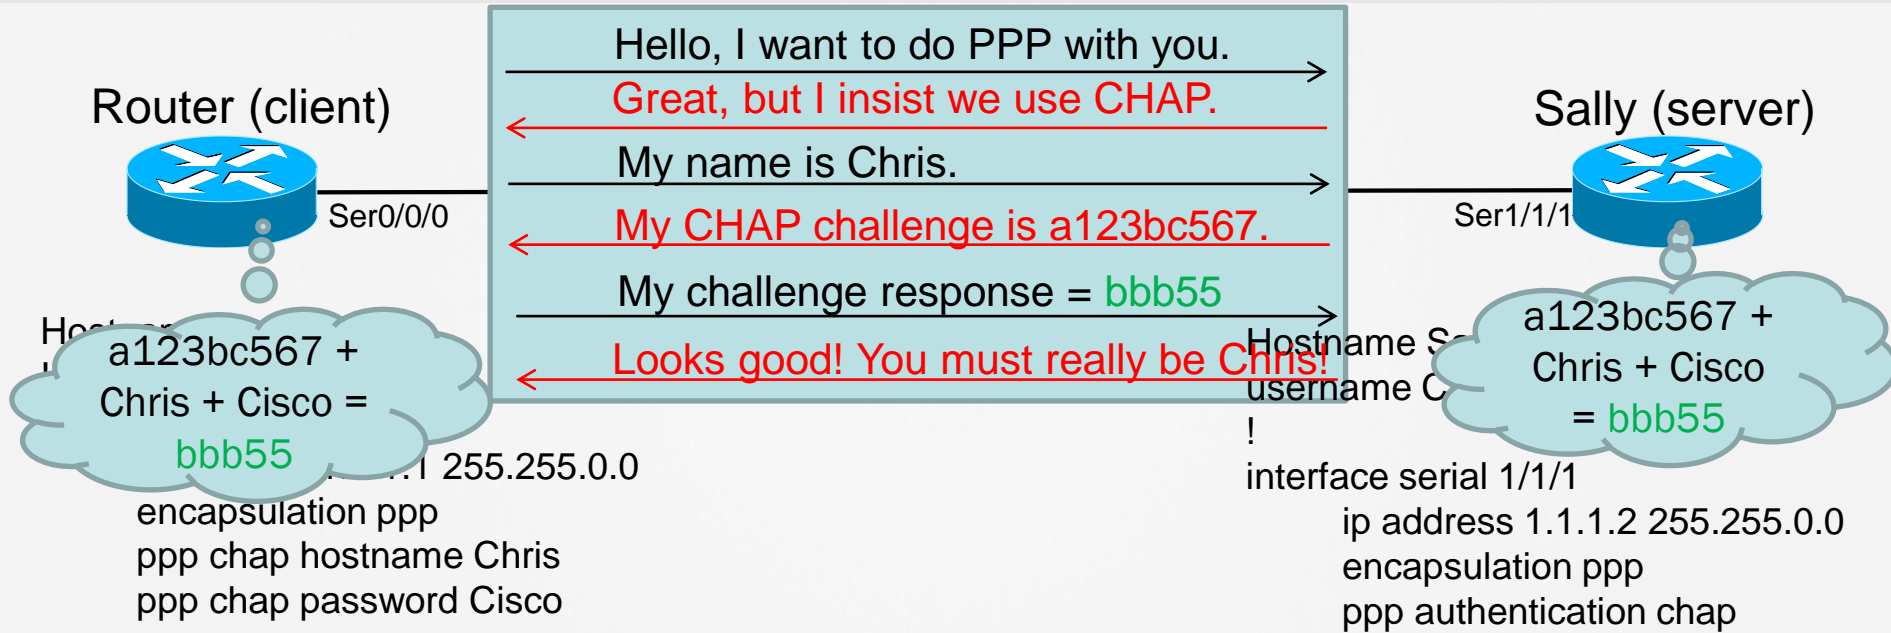 Hello, I want to do PPP with you.
Great, but I insist we use CHAP.
My name is Chris.
My CHAP challenge is a123bc567.
My challenge response = bbb55
Looks good! You must really be Chris!
Router (client)
Ser0/0/0
a123bc567 +
Chris + Cisco =
bbb55
255.255.0.0
encapsulation ppp
ppp chap hostname Chris
ppp chap password Cisco
Sally (server)
Ser1/1/1
a123bc567 +
Chris + Cisco
= bbb55
Hostname
username
!
interface serial 1/1/1
ip address 1.1.1.2 255.255.0.0
encapsulation ppp
ppp authentication chap